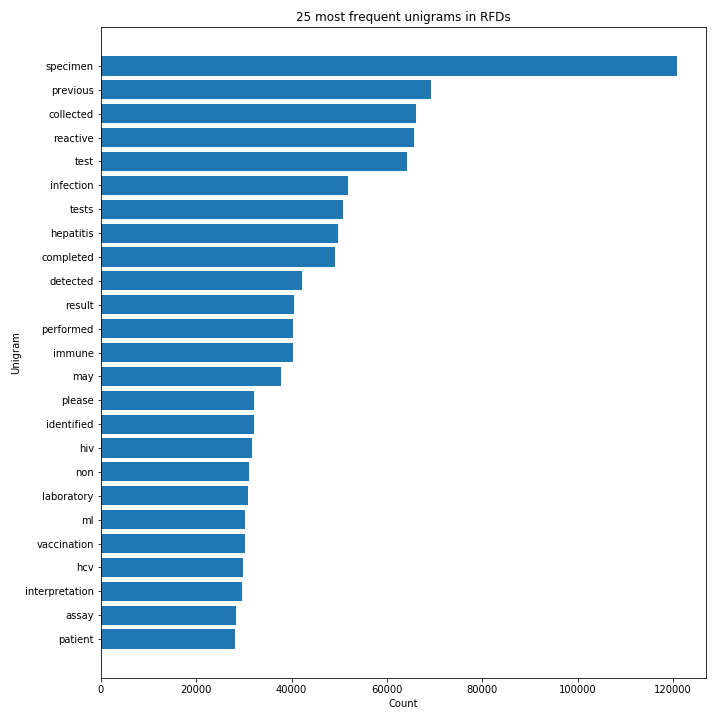 25 most frequent unigrams in RFDs
specimen
previous
collected
reactive
test
infection
tests
hepatitis
completed
detected
result
performed
immune
may
please
identified
hiv
non
laboratory
ml
vaccination
hcv
interpretation
assay
patient
Unigram
0 20000 40000 60000 80000 100000 120000
Count